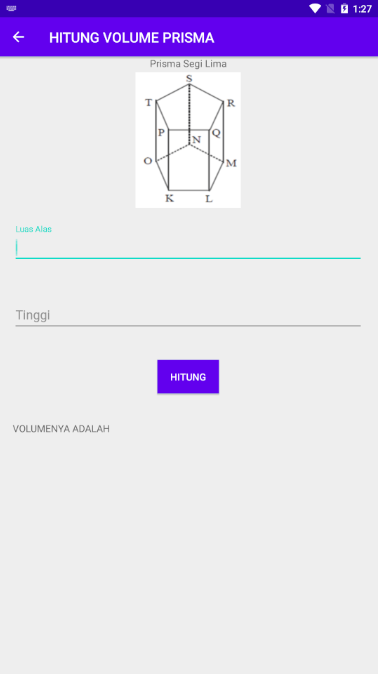 1:27
HITUNG VOLUME PRISMA
Prisma Segi Lima
S
T R
P Q
N
O M
K L
Luas Alas
Tinggi
HITUNG
VOLUMENYA ADALAH